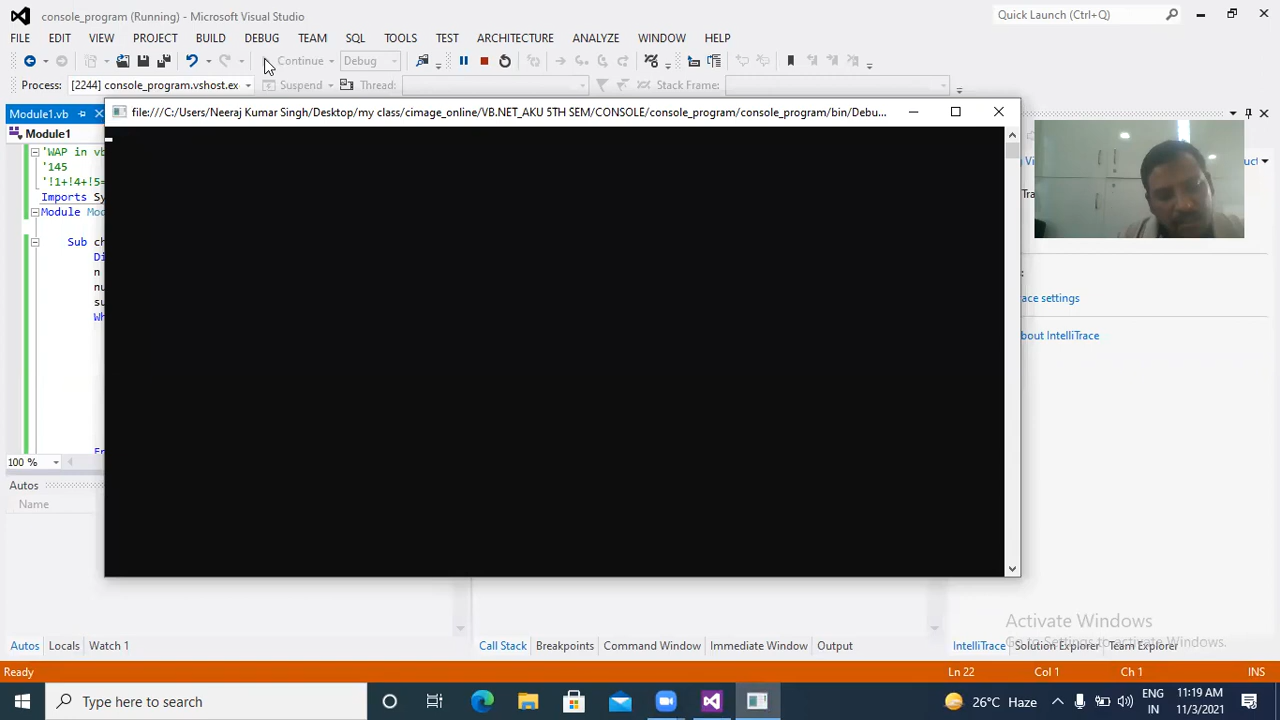 console_program (Running) - Microsoft Visual Studio
Quick Launch (Ctrl+Q)
FILE EDIT VIEW PROJECT BUILD DEBUG TEAM SQL TOOLS TEST ARCHITECTURE ANALYZE WINDOW HELP
Continue Debug
Process: [2244] console_program.vshost.ex Suspend Thread: Stack Frame:
Module1.vb
file:///C:/Users/Neeraj Kumar Singh/Desktop/my class/cimage_online/VB.NET_AKU 5TH SEM/CONSOLE/console_program/console_program/bin/Debu...
Module1
'WAP in vb
'145
'!1+!4+!5=
Imports Sy
Module Mod
Sub ch
Di
n
nu
su
Wh
100 %
Autos
Name
ace settings
bout IntelliTrace
Activate Windows
Go to Settings to activate Windows.
Autos Locals Watch 1 Call Stack Breakpoints Command Window Immediate Window Output IntelliTrace Solution Explorer Team Explorer
Ready Ln 22 Col 1 Ch 1 INS
Type here to search
26°C Haze
ENG
IN
11:19 AM
11/3/2021